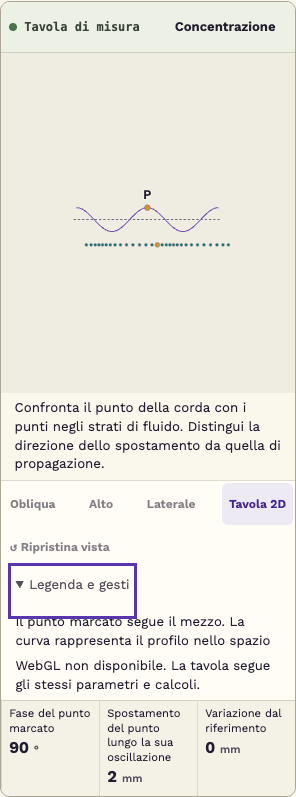 Tavola di misura
Concentrazione
P
Confronta il punto della corda con i
punti negli strati di fluido. Distingui la
direzione dello spostamento da quella di
propagazione.
Obliqua
Alto
Laterale
Tavola 2D
↺ Ripristina vista
▼ Legenda e gesti
Il punto marcato segue il mezzo. La
curva rappresenta il profilo nello spazio
WebGL non disponibile. La tavola segue
gli stessi parametri e calcoli.
Fase del punto
marcato
90 °
Spostamento
del punto
lungo la sua
oscillazione
2 mm
Variazione dal
riferimento
0 mm